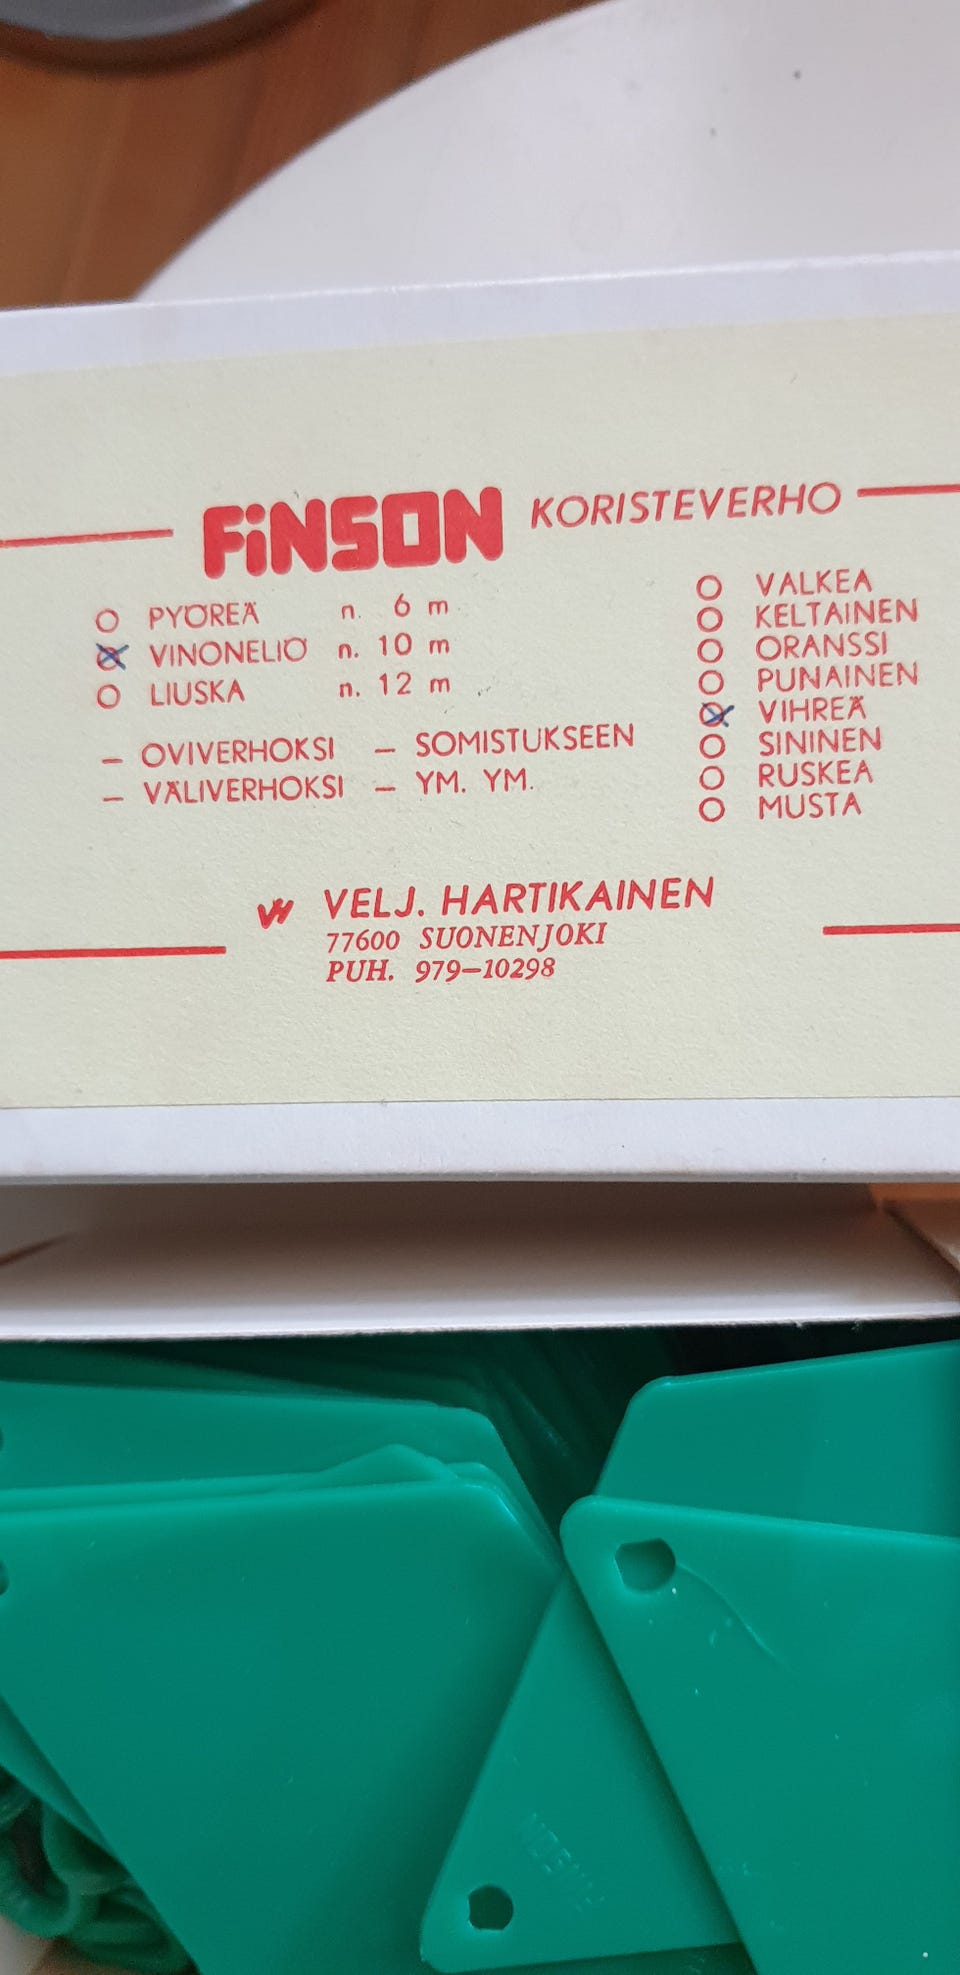 FiNSON KORISTEVERHO
PYÖREÄ n. 6 m
VINONELIÖ n. 10 m
LIUSKA n. 12 m
– OVIVERHOKSI – SOMISTUKSEEN
– VÄLIVERHOKSI – YM. YM.
VALKEA
KELTAINEN
ORANSSI
PUNAINEN
VIHREÄ
SININEN
RUSKEA
MUSTA
VELJ. HARTIKAINEN
77600 SUONENJOKI
PUH. 979–10298
FINSON